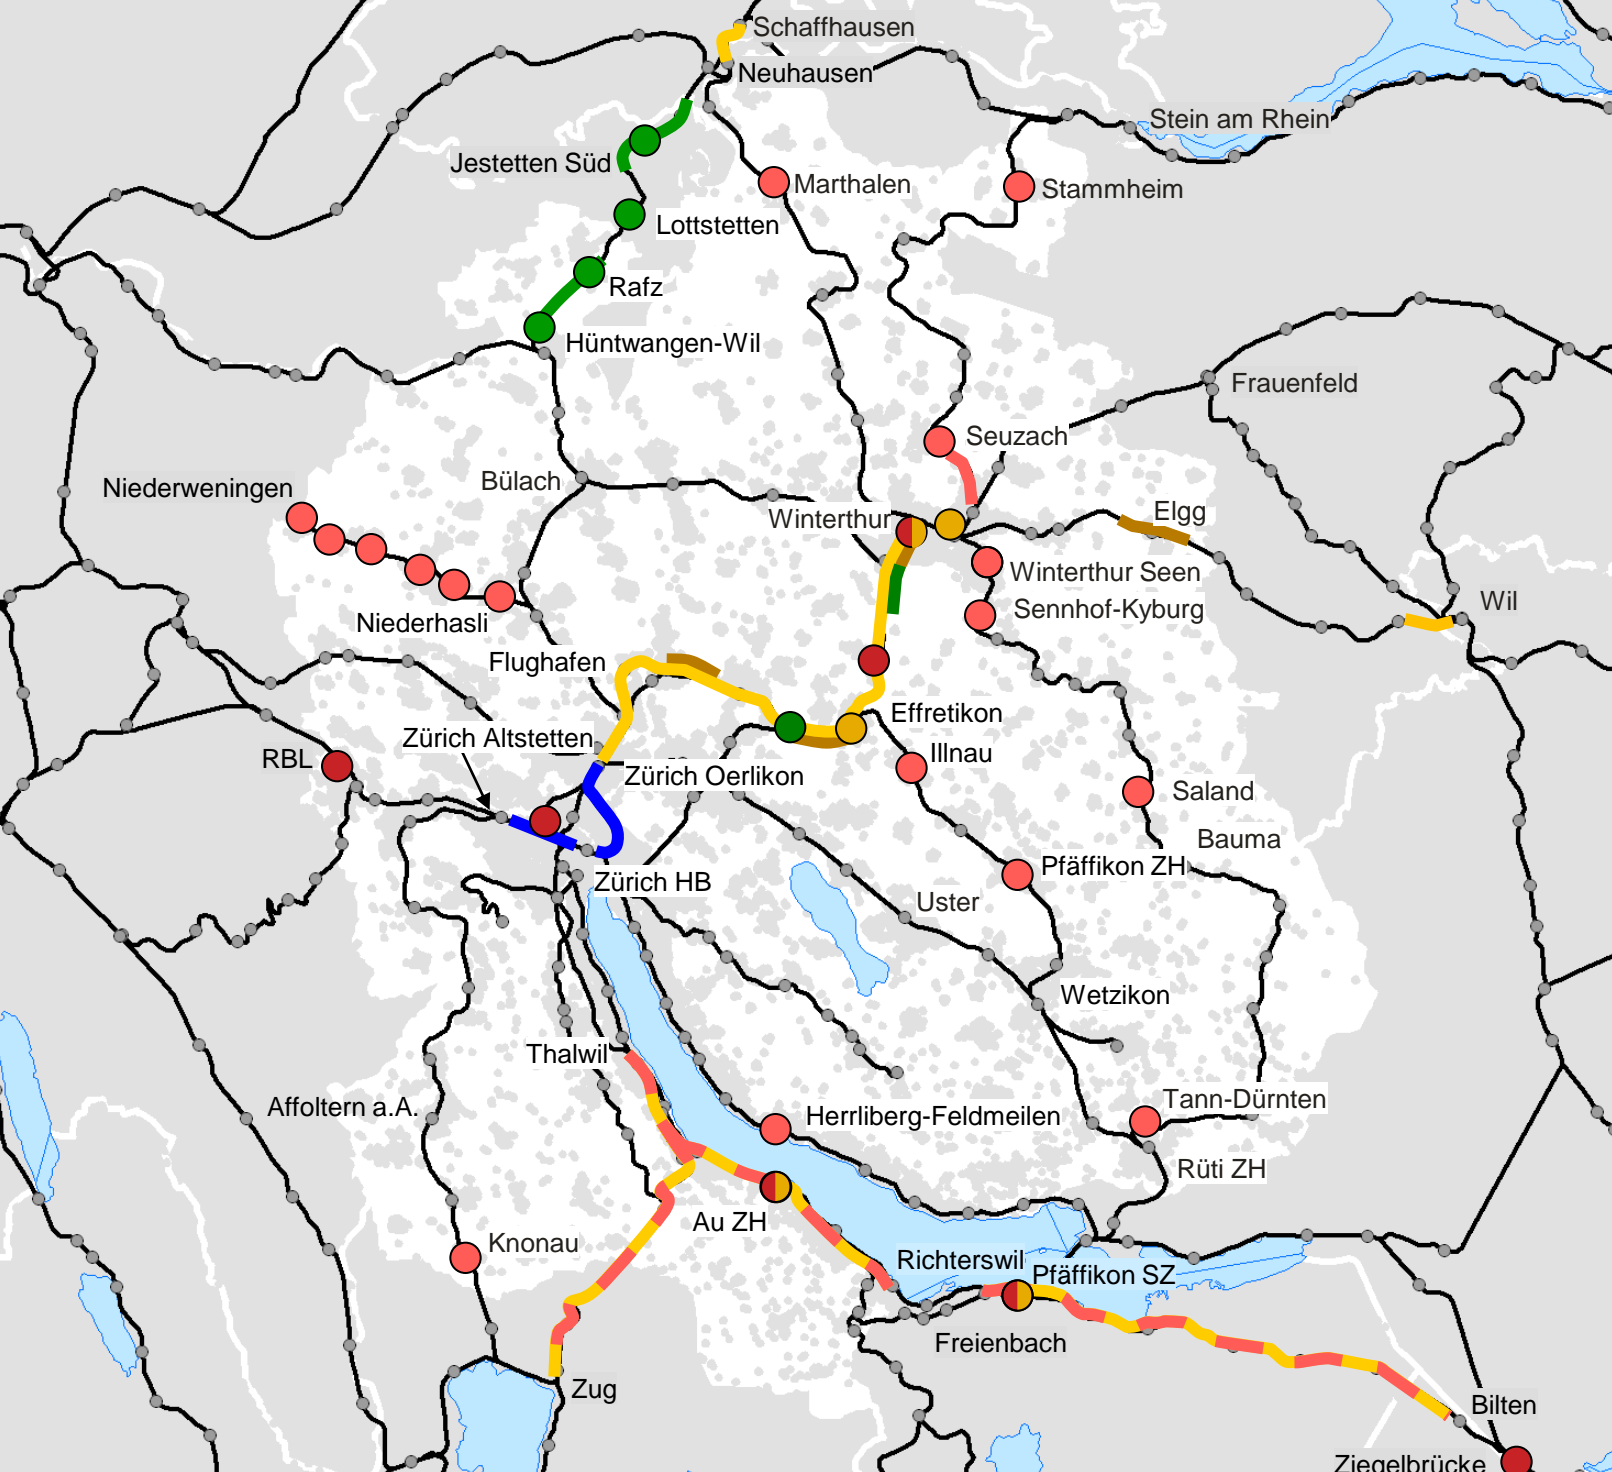 Schaffhausen
Neuhausen
Stein am Rhein
Jestetten Süd
Marthalen
Stammheim
Lottstetten
Rafz
Hüntwangen-Wil
Frauenfeld
Seuzach
Bülach
Niederweningen
Winterthur
Elgg
Winterthur Seen
Wil
Sennhof-Kyburg
Niederhasli
Flughafen
Effretikon
Zürich Altstetten
Illnau
RBL
Zürich Oerlikon
Saland
Bauma
Pfäffikon ZH
Zürich HB
Uster
Wetzikon
Thalwil
Tann-Dürnten
Affoltern a.A.
Herrliberg-Feldmeilen
Rüti ZH
Au ZH
Knonau
Richterswil
Pfäffikon SZ
Freienbach
Zug
Bilten
Ziegelbrücke